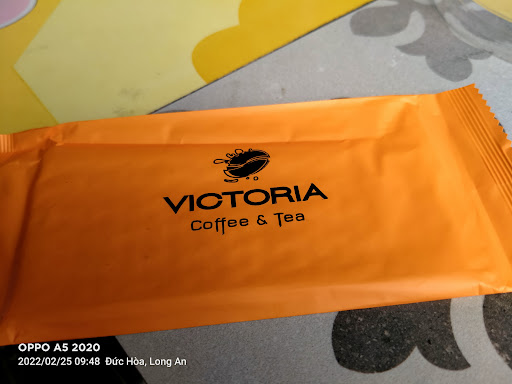 VICTORIA
Coffee & Tea
OPPO A5 2020
2022/02/25 09:48 Đức Hòa, Long An